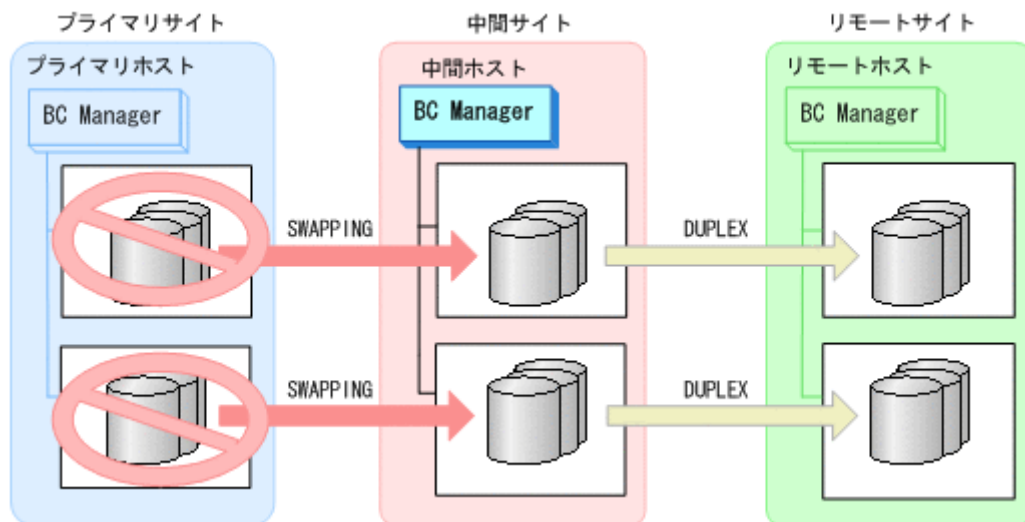 プライマリサイト
中間サイト
リモートサイト
プライマリホスト
中間ホスト
リモートホスト
BC Manager
BC Manager
BC Manager
SWAPPING
DUPLEX
SWAPPING
DUPLEX